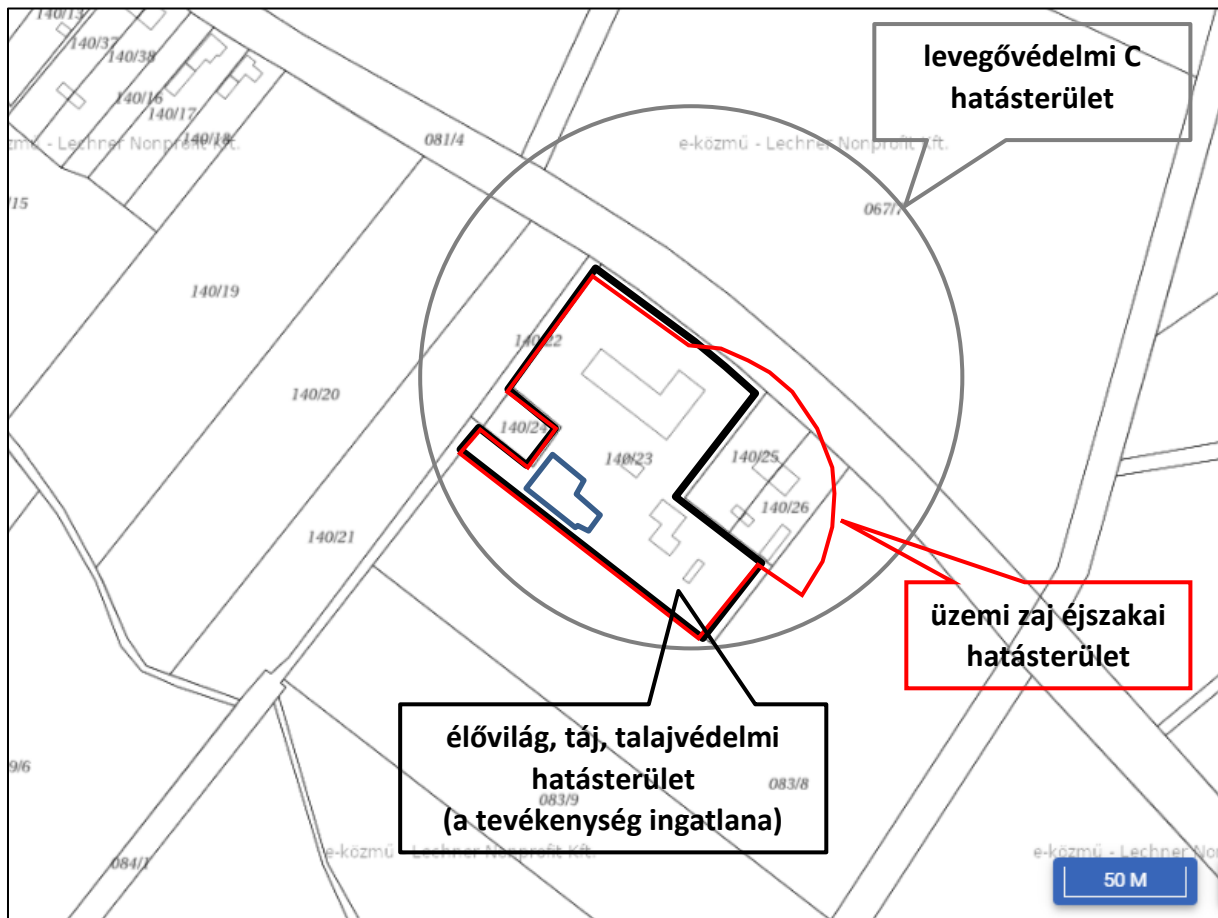 140/13
140/37
140/38
140/16
140/17
140/18
zmű - Lechner Nonprofit Kft.
081/4
e-közmű - Lechner Nonprofit Kft.
levegővédelmi C
hatásterület
/15
067/7
140/19
140/22
140/20
140/24
140/23
140/25
140/26
140/21
üzemi zaj éjszakai
hatásterület
élővilág, táj, talajvédelmi
hatásterület
(a tevékenység ingatlana)
9/6
083/9
083/8
084/1
e-közmű - Lechner Nonprofit Kft.
e-közmű - Lechner No
50 M